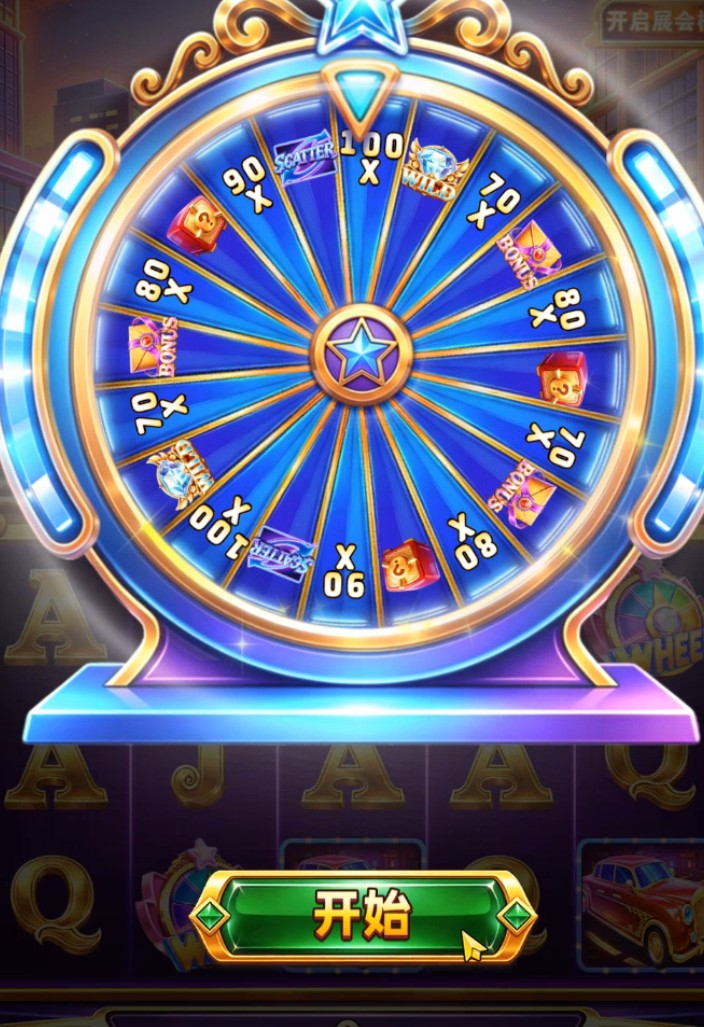 开启展会
100
X
WILD
70
X
BONUS
80
X
?
70
X
BONUS
80
X
?
90
X
SCATTER
100
X
WILD
70
X
BONUS
80
X
?
90
X
SCATTER
A
WHEE
A
J
A
A
Q
Q
W
Q
开始